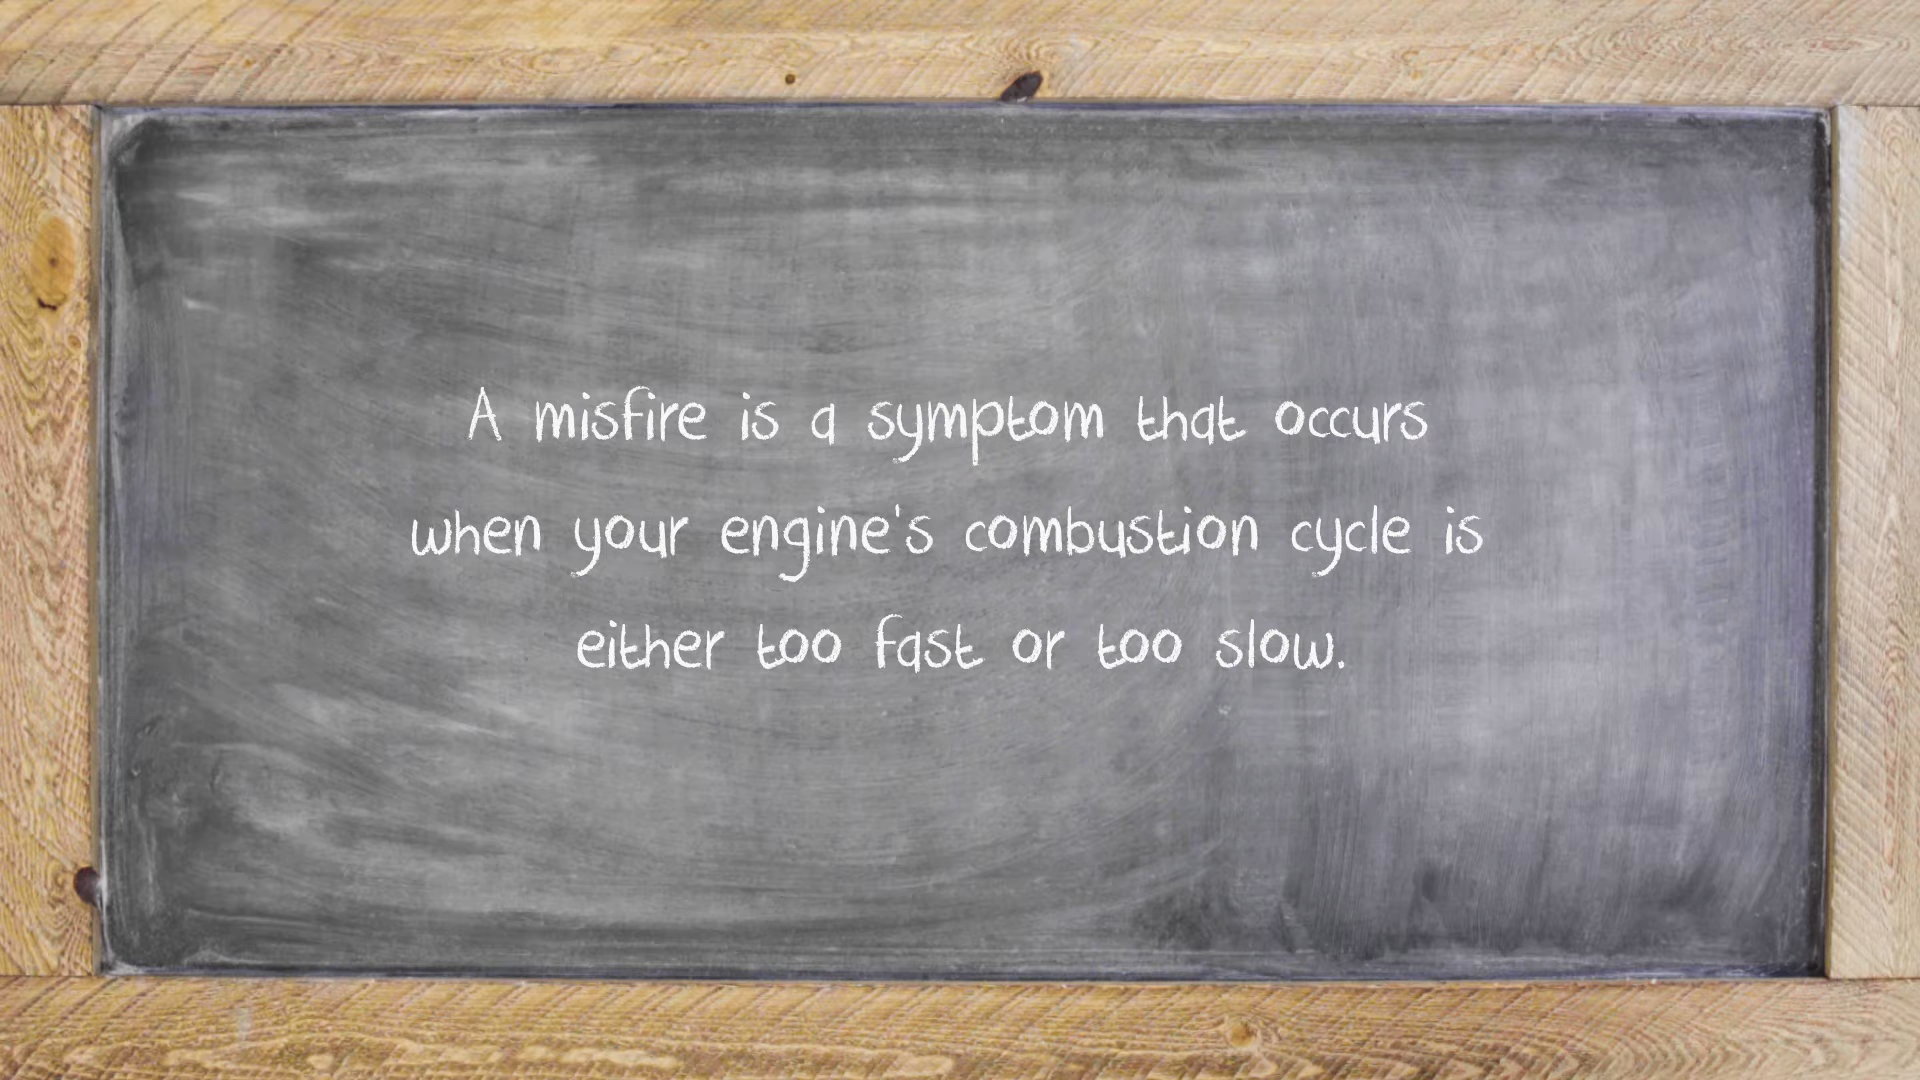 A misfire is a symptom that occurs
when your engine's combustion cycle is
either too fast or too slow.